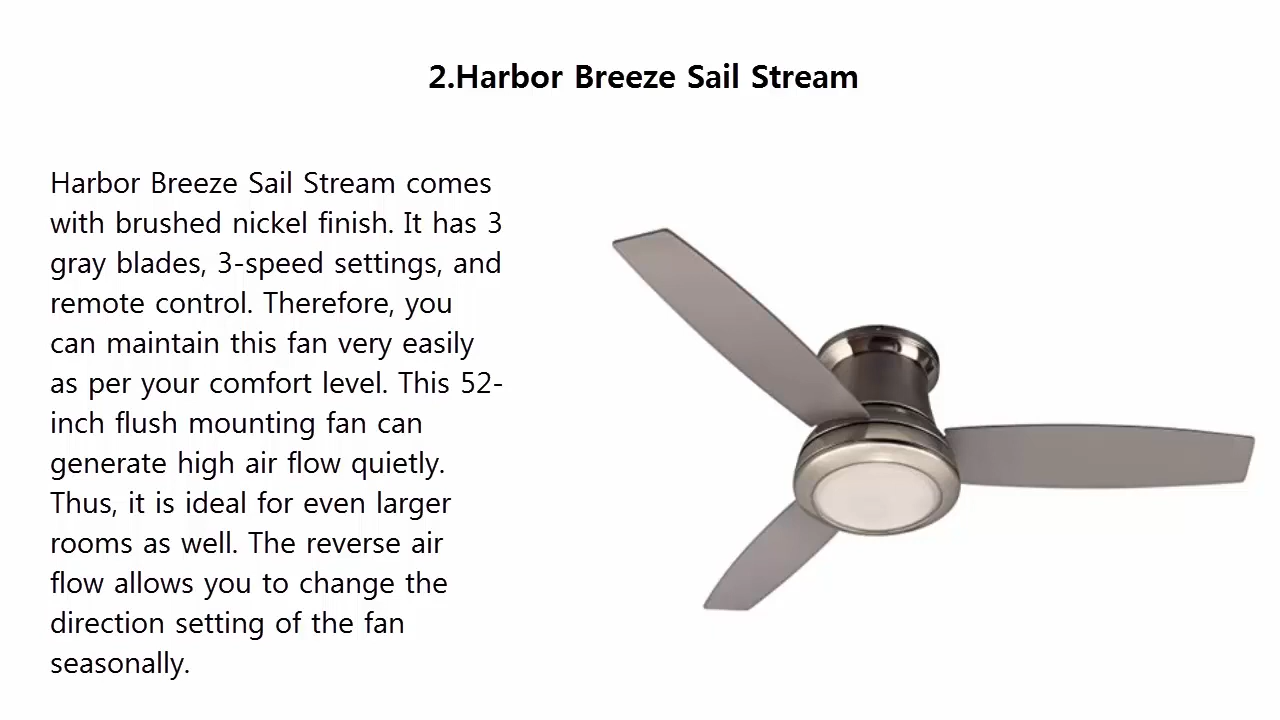 2.Harbor Breeze Sail Stream
Harbor Breeze Sail Stream comes
with brushed nickel finish. It has 3
gray blades, 3-speed settings, and
remote control. Therefore, you
can maintain this fan very easily
as per your comfort level. This 52-
inch flush mounting fan can
generate high air flow quietly.
Thus, it is ideal for even larger
rooms as well. The reverse air
flow allows you to change the
direction setting of the fan
seasonally.